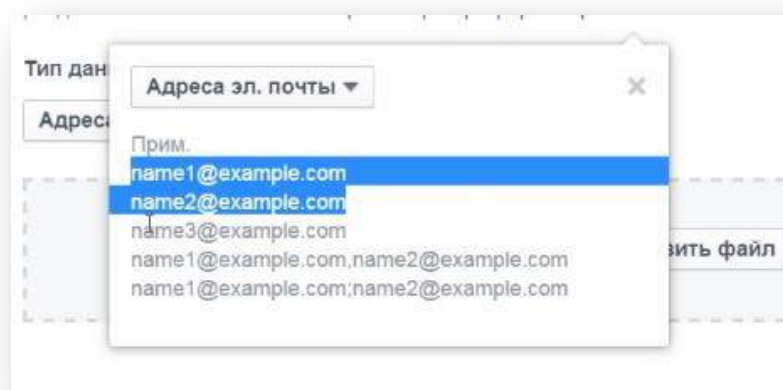 Тип дан
Адреса эл. почты
Адреса
Прим.
name1@example.com
name2@example.com
name3@example.com
name1@example.com,name2@example.com
name1@example.com;name2@example.com
вить файл